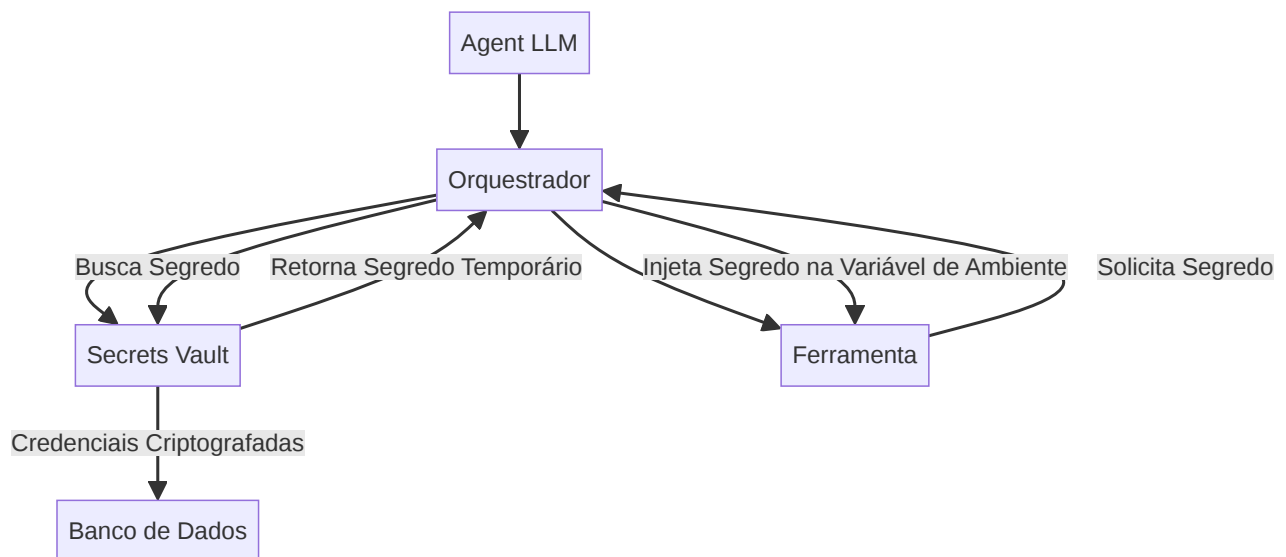 Agent LLM
Orquestrador
Busca Segredo
Retorna Segredo Temporário
Injeta Segredo na Variável de Ambiente
Solicita Segredo
Secrets Vault
Ferramenta
Credenciais Criptografadas
Banco de Dados